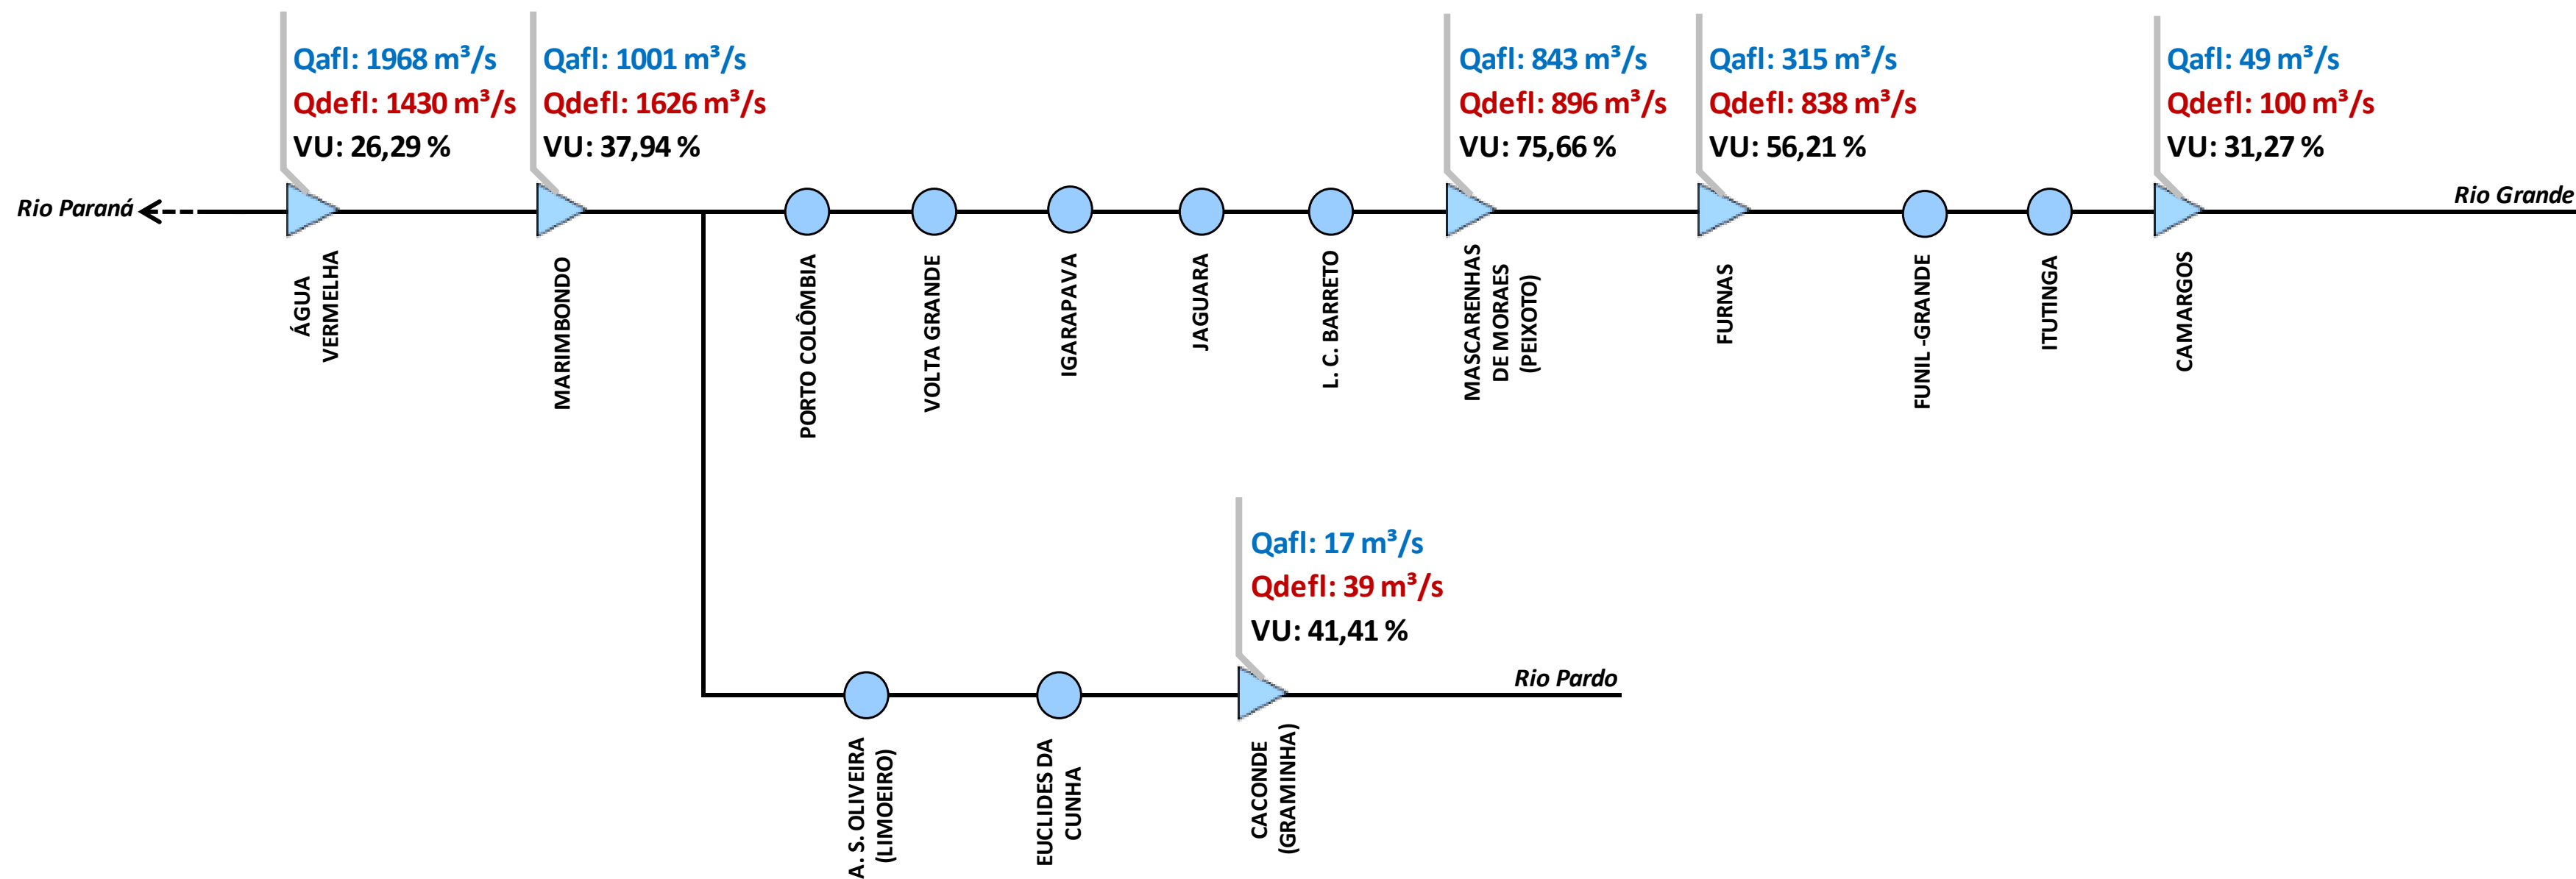 Qafl: 1968 m³/s
Qdefl: 1430 m³/s
VU: 26,29 %
Qafl: 1001 m³/s
Qdefl: 1626 m³/s
VU: 37,94 %
Qafl: 843 m³/s
Qdefl: 896 m³/s
VU: 75,66 %
Qafl: 315 m³/s
Qdefl: 838 m³/s
VU: 56,21 %
Qafl: 49 m³/s
Qdefl: 100 m³/s
VU: 31,27 %
Rio Paraná
Rio Grande
ÁGUA
VERMELHA
MARIMBONDO
PORTO COLÔMBIA
VOLTA GRANDE
IGARAPAVA
JAGUARA
L. C. BARRETO
MASCARENHAS
DE MORAES
(PEIXOTO)
FURNAS
FUNIL -GRANDE
ITUTINGA
CAMARGOS
Qafl: 17 m³/s
Qdefl: 39 m³/s
VU: 41,41 %
Rio Pardo
A. S. OLIVEIRA
(LIMOEIRO)
EUCLIDES DA
CUNHA
CACONDE
(GRAMINHA)